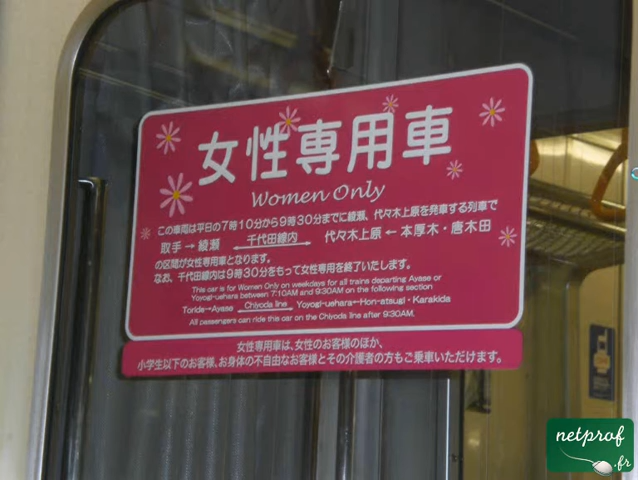 女性専用車
Women Only
この車両は平日の7時10分から9時30分までに綾瀬、代々木上原を発車する列車で
取手→綾瀬 千代田線内 代々木上原←本厚木・唐木田
の区間が女性専用車となります。
なお、千代田線内は9時30分をもって女性専用を終了いたします。
This car is for Women Only on weekdays for all trains departing Ayase or
Yoyogi-uehara between 7:10AM and 9:30AM on the following section
Toride→Ayase Chiyoda line Yoyogi-uehara←Hon-atsugi・Karakida
All passengers can ride this car on the Chiyoda line after 9:30AM.
女性専用車は、女性のお客様のほか、
小学生以下のお客様、お身体の不自由なお客様とその介護者の方もご乗車いただけます。
netprof
.fr